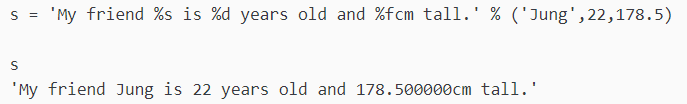 s = 'My friend %s is %d years old and %fcm tall.' % ('Jung',22,178.5)
s
'My friend Jung is 22 years old and 178.500000cm tall.'